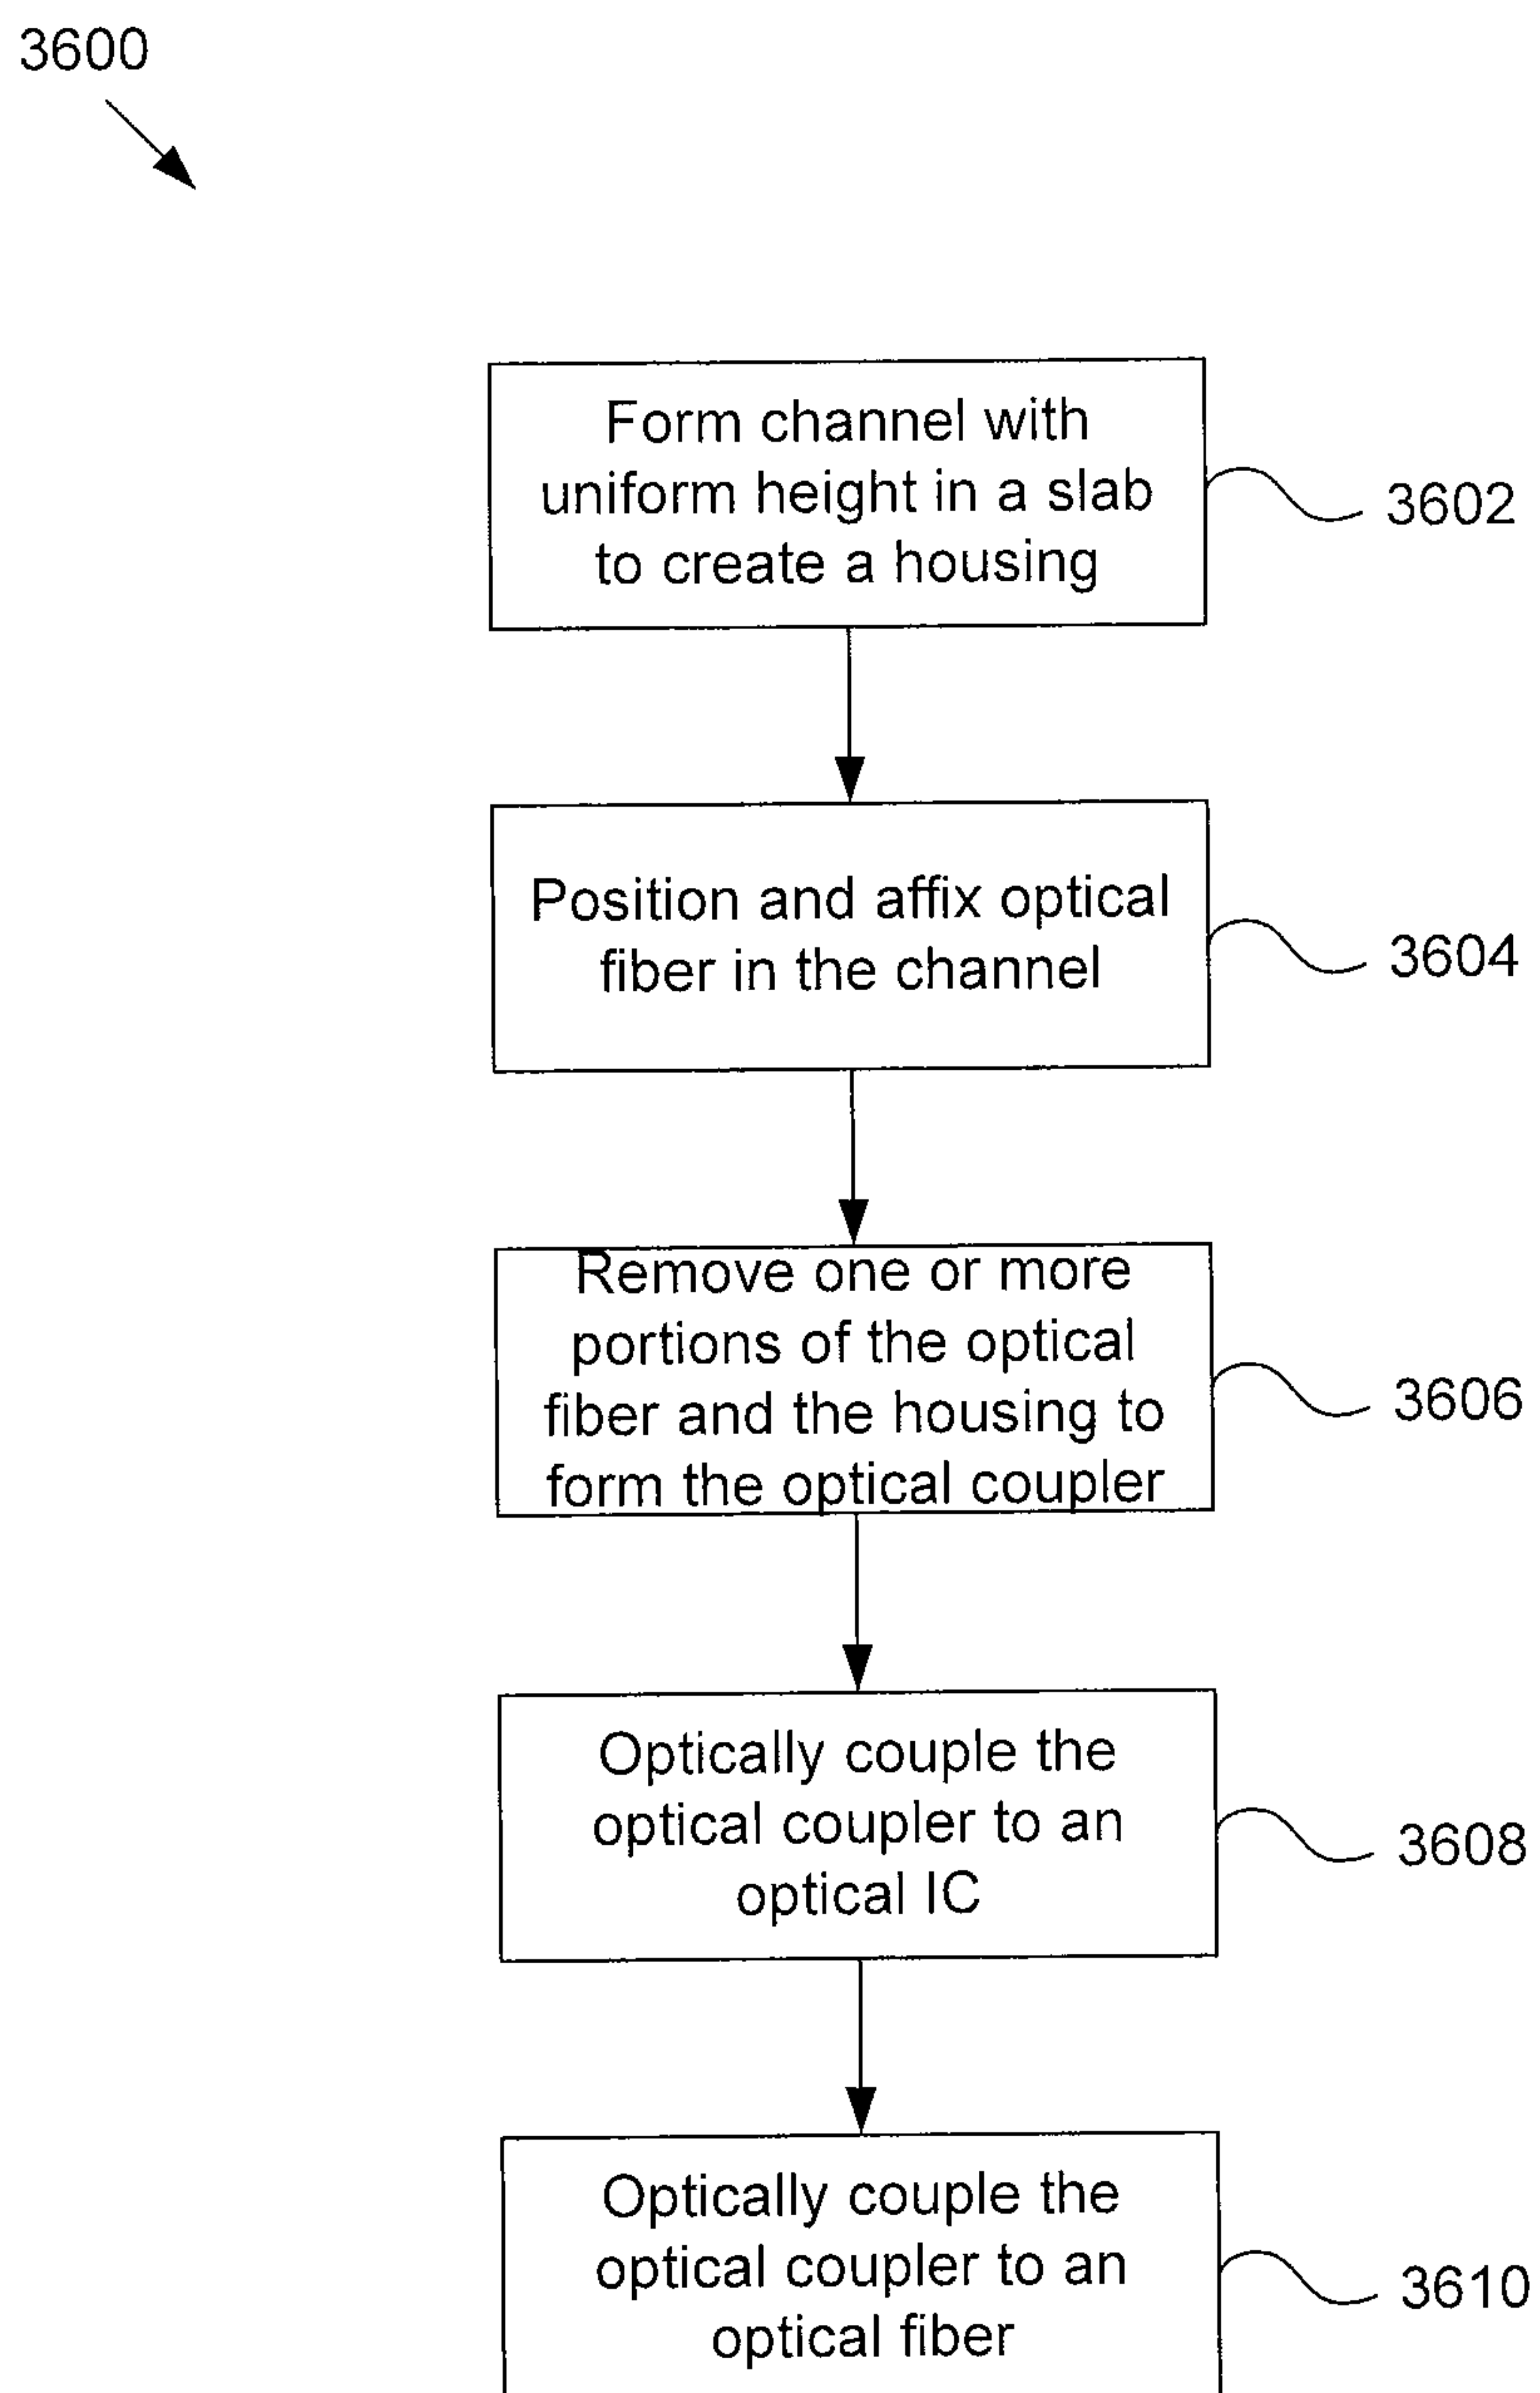 3600
Form channel with
uniform height in a slab
to create a housing
3602
Position and affix optical
fiber in the channel
3604
Remove one or more
portions of the optical
fiber and the housing to
form the optical coupler
3606
Optically couple the
optical coupler to an
optical IC
3608
Optically couple the
optical coupler to an
optical fiber
3610